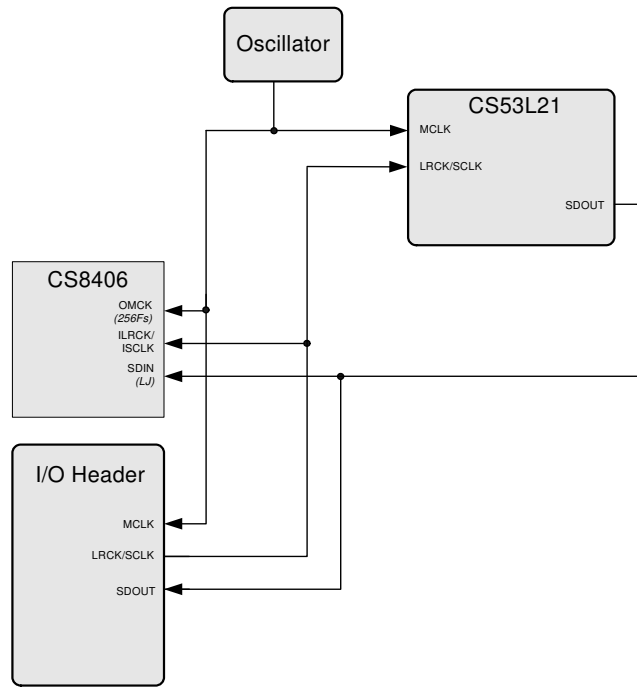 Oscillator
CS53L21
MCLK
LRCK/SCLK
SDOUT
CS8406
OMCK
(256Fs)
ILRCK/
ISCLK
SDIN
(LJ)
I/O Header
MCLK
LRCK/SCLK
SDOUT